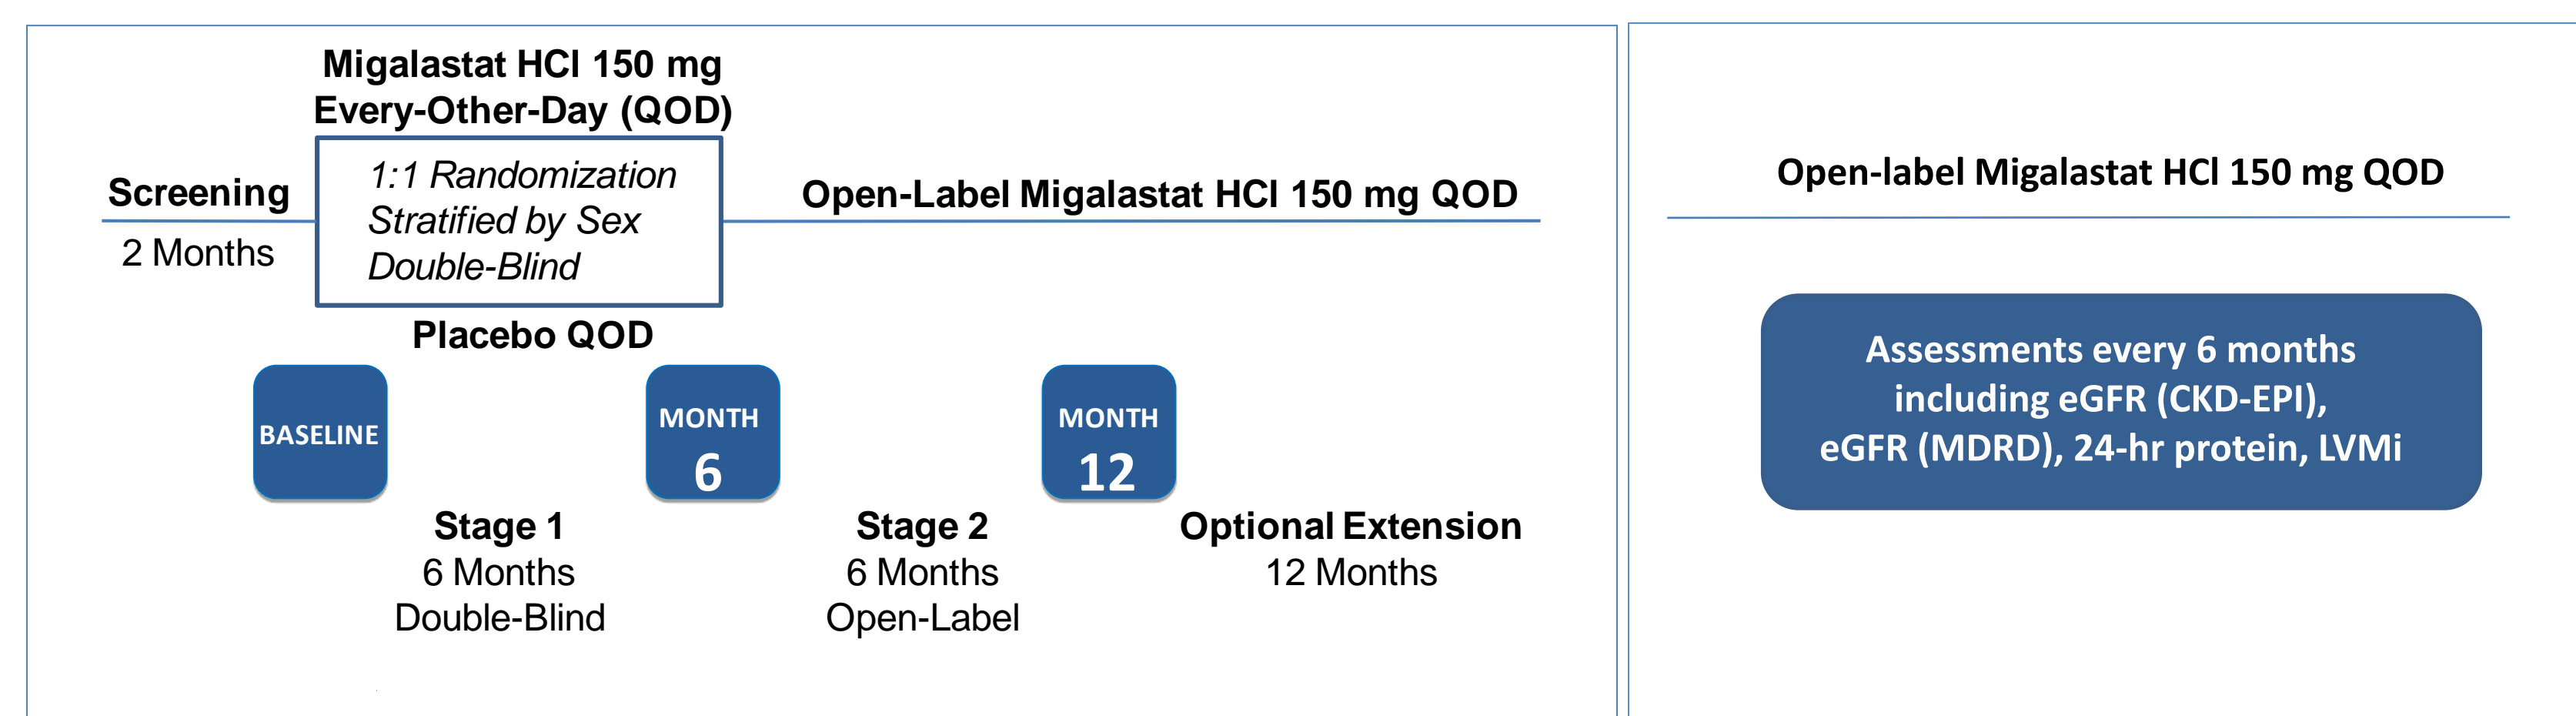 Migalastat HCl 150 mg
Every-Other-Day (QOD)
Screening
2 Months
1:1 Randomization
Stratified by Sex
Double-Blind
Placebo QOD
Open-Label Migalastat HCl 150 mg QOD
BASELINE
MONTH
6
MONTH
12
Stage 1
6 Months
Double-Blind
Stage 2
6 Months
Open-Label
Optional Extension
12 Months
Open-label Migalastat HCl 150 mg QOD
Assessments every 6 months
including eGFR (CKD-EPI),
eGFR (MDRD), 24-hr protein, LVMi